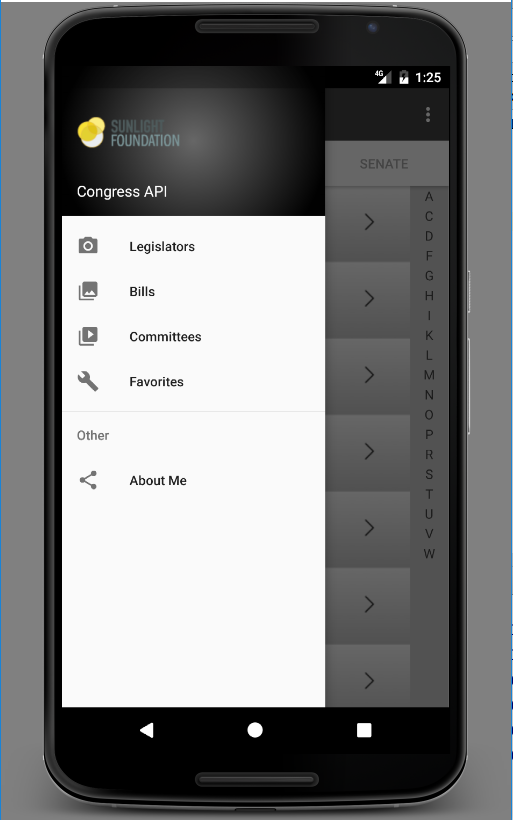 4G 1:25
SUNLIGHT
FOUNDATION
Congress API
Legislators
Bills
Committees
Favorites
Other
About Me
SENATE
A
C
D
F
G
H
I
K
L
M
N
O
P
R
S
T
U
V
W